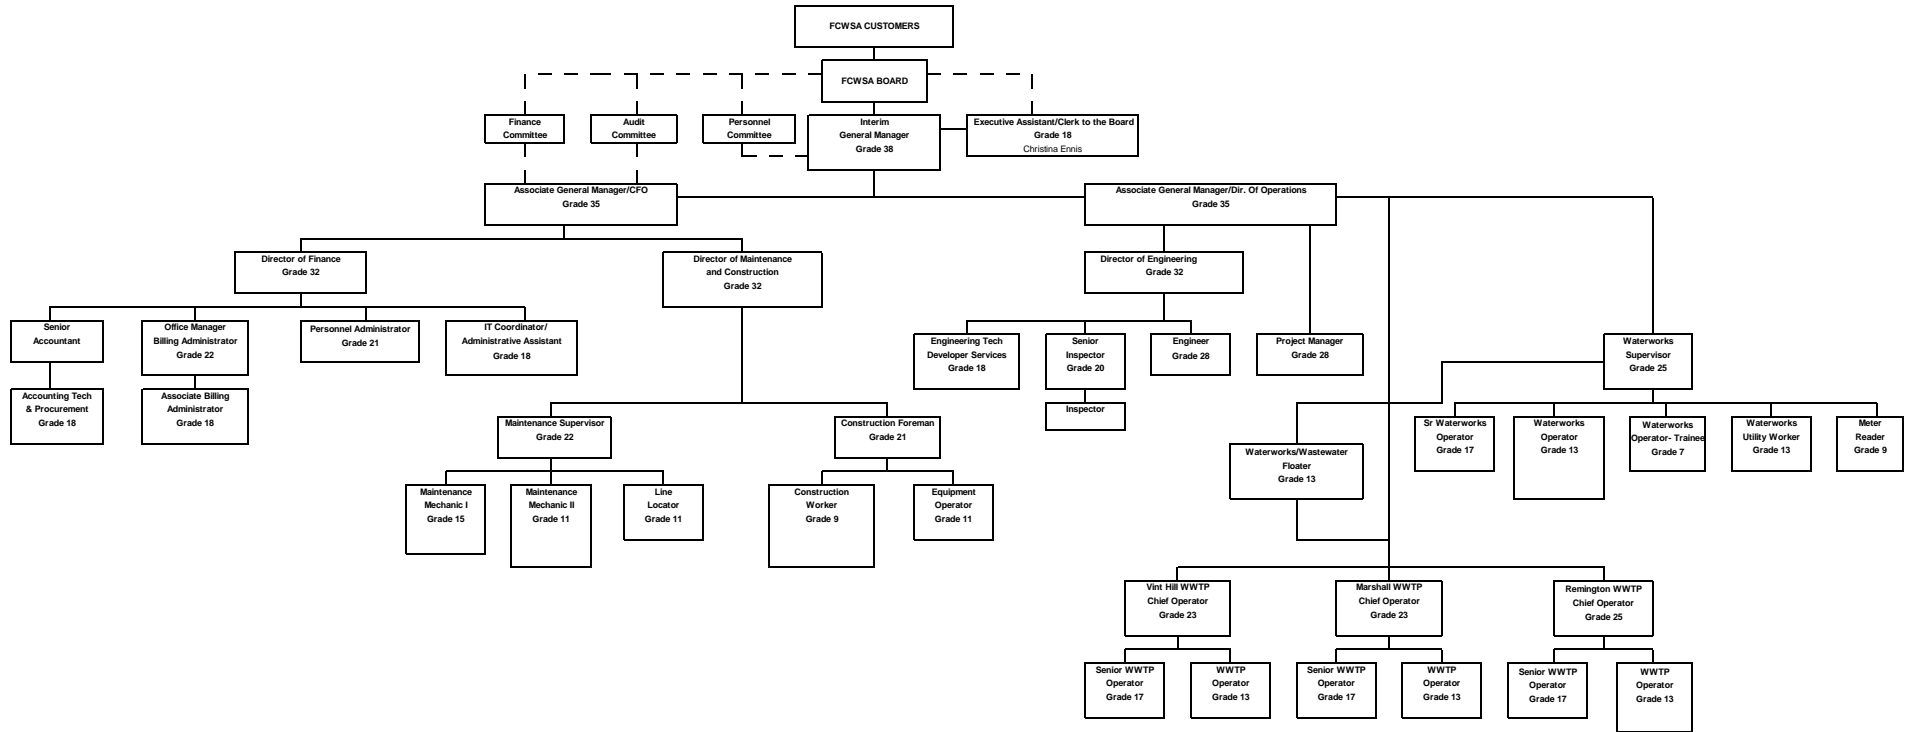 FCWSA CUSTOMERS
FCWSA BOARD
Finance
Committee
Audit
Committee
Personnel
Committee
Interim
General Manager
Grade 38
Executive Assistant/Clerk to the Board
Grade 18
Christina Ennis
Associate General Manager/CFO
Grade 35
Associate General Manager/Dir. Of Operations
Grade 35
Director of Finance
Grade 32
Director of Maintenance
and Construction
Grade 32
Director of Engineering
Grade 32
Senior
Accountant
Office Manager
Billing Administrator
Grade 22
Personnel Administrator
Grade 21
IT Coordinator/
Administrative Assistant
Grade 18
Engineering Tech
Developer Services
Grade 18
Senior
Inspector
Grade 20
Engineer
Grade 28
Project Manager
Grade 28
Waterworks
Supervisor
Grade 25
Accounting Tech
& Procurement
Grade 18
Associate Billing
Administrator
Grade 18
Inspector
Maintenance Supervisor
Grade 22
Construction Foreman
Grade 21
Sr Waterworks
Operator
Grade 17
Waterworks
Operator
Grade 13
Waterworks
Operator- Trainee
Grade 7
Waterworks
Utility Worker
Grade 13
Meter
Reader
Grade 9
Waterworks/Wastewater
Floater
Grade 13
Maintenance
Mechanic I
Grade 15
Maintenance
Mechanic II
Grade 11
Line
Locator
Grade 11
Construction
Worker
Grade 9
Equipment
Operator
Grade 11
Vint Hill WWTP
Chief Operator
Grade 23
Marshall WWTP
Chief Operator
Grade 23
Remington WWTP
Chief Operator
Grade 25
Senior WWTP
Operator
Grade 17
WWTP
Operator
Grade 13
Senior WWTP
Operator
Grade 17
WWTP
Operator
Grade 13
Senior WWTP
Operator
Grade 17
WWTP
Operator
Grade 13